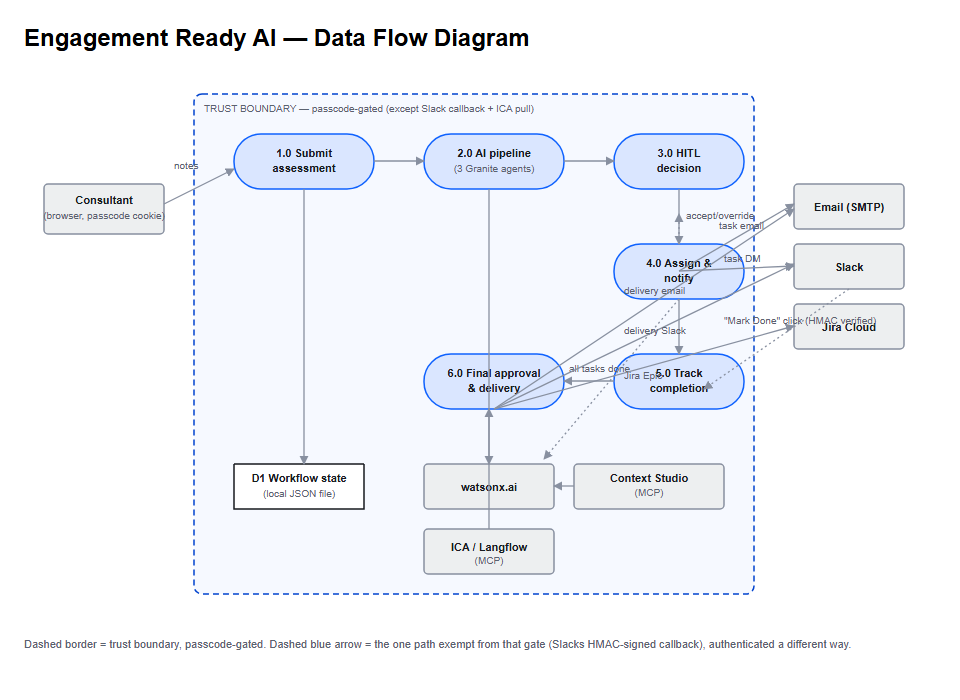 Engagement Ready AI — Data Flow Diagram
TRUST BOUNDARY — passcode-gated (except Slack callback + ICA pull)
1.0 Submit
assessment
2.0 AI pipeline
(3 Granite agents)
3.0 HITL
decision
notes
Consultant
(browser, passcode cookie)
Email (SMTP)
accept/override
task email
4.0 Assign &
notify
task DM
Slack
delivery email
"Mark Done" click (HMAC verified)
Jira Cloud
delivery Slack
6.0 Final approval
& delivery
all tasks done
Jira Epic
5.0 Track
completion
D1 Workflow state
(local JSON file)
watsonx.ai
Context Studio
(MCP)
ICA / Langflow
(MCP)
Dashed border = trust boundary, passcode-gated. Dashed blue arrow = the one path exempt from that gate (Slacks HMAC-signed callback), authenticated a different way.